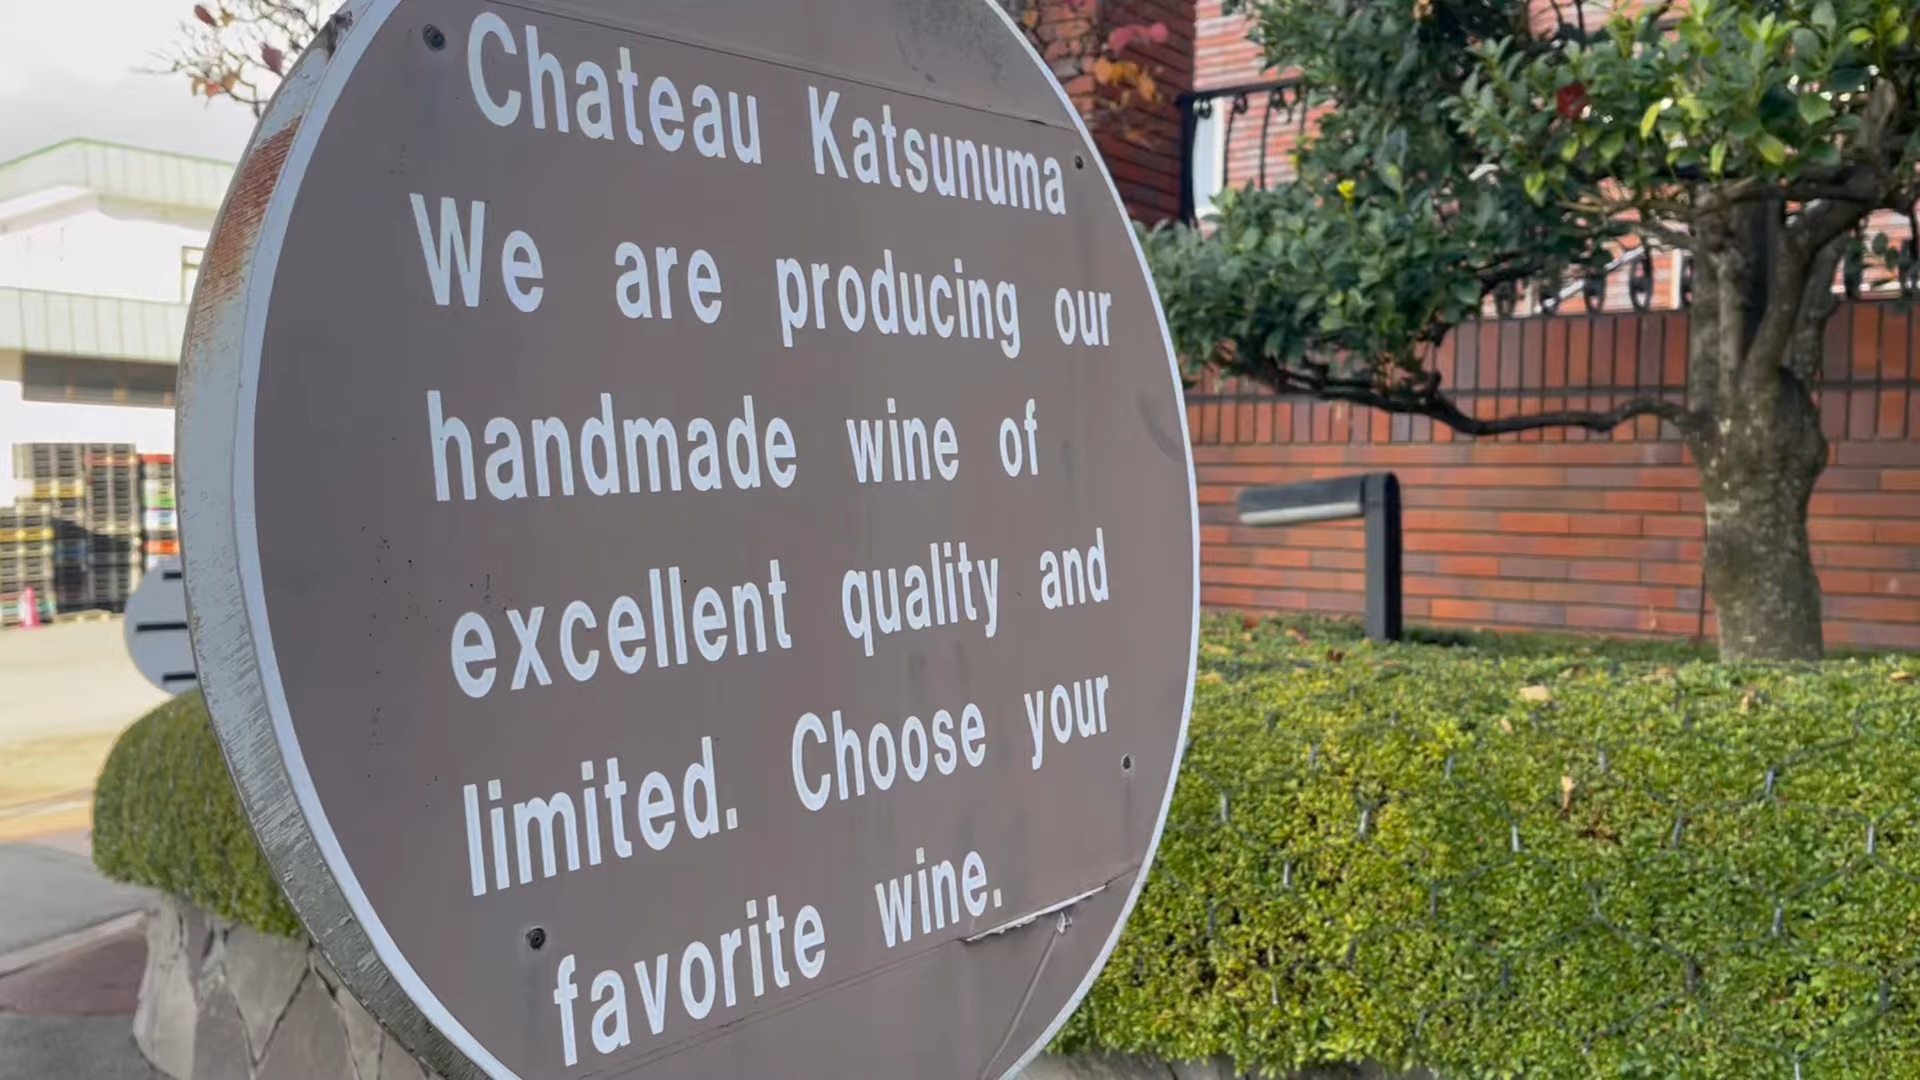 Chateau Katsunuma
We are producing our
handmade wine of
excellent quality and
limited. Choose your
favorite wine.